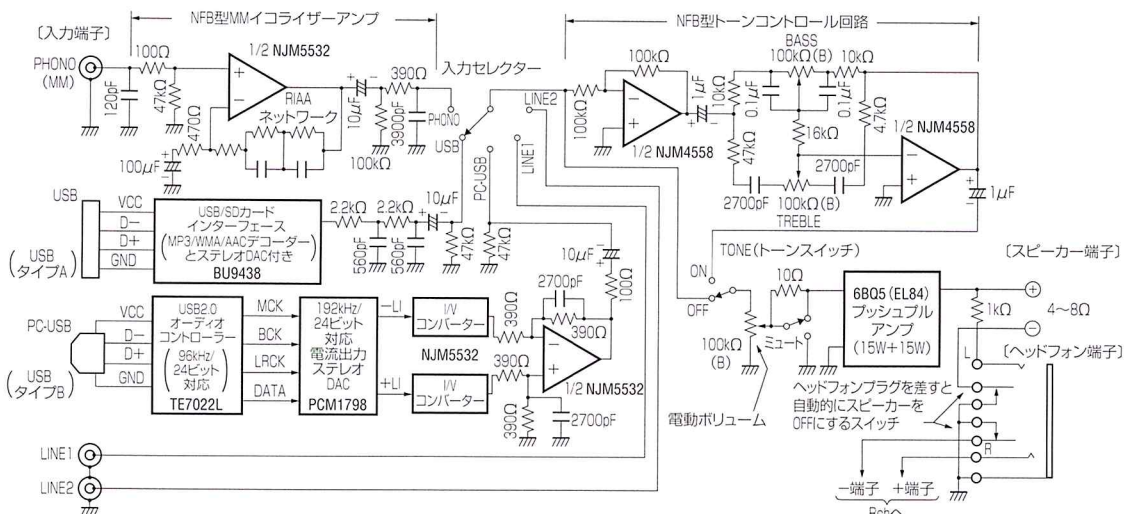 NFB型MMイコライザーアンプ
NFB型トーンコントロール回路
〔入力端子〕
PHONO
(MM)
100Ω
120pF
47kΩ
1/2 NJM5532
+
−
RIAA
ネットワーク
470Ω
100μF
10μF
390Ω
100kΩ
3900pF
入力セレクター
PHONO
USB
PC-USB
LINE1
LINE2
100kΩ
100kΩ
1/2 NJM4558
1μF
10kΩ
BASS
100kΩ(B)
10kΩ
0.1μF
0.1μF
16kΩ
47kΩ
4.7kΩ
2700pF
2700pF
100kΩ(B)
TREBLE
1/2 NJM4558
1μF
USB
VCC
D−
D+
GND
USB
(タイプA)
USB/SDカード
インターフェース
(MP3/WMA/AACデコーダー
とステレオDAC付き)
BU9438
2.2kΩ
2.2kΩ
560pF
560pF
10μF
47kΩ
47kΩ
10μF
100Ω
PC-USB
VCC
D−
D+
GND
USB
(タイプB)
USB2.0
オーディオ
コントローラー
(96kHz/
24ビット
対応)
TE7022L
MCK
BCK
LRCK
DATA
192kHz/
24ビット
対応
電流出力
ステレオ
DAC
PCM1798
−LI
+LI
I/V
コンバーター
NJM5532
I/V
コンバーター
390Ω
2700pF
390Ω
390Ω
390Ω
2700pF
1/2 NJM5532
LINE1
LINE2
TONE(トーンスイッチ)
ON
OFF
100kΩ
(B)
10Ω
ミュート
電動ボリューム
6BQ5(EL84)
プッシュプル
アンプ
(15W+15W)
〔スピーカー端子〕
+
−
4〜8Ω
1kΩ
〔ヘッドフォン端子〕
L
R
ヘッドフォンプラグを差すと
自動的にスピーカーを
OFFにするスイッチ
−端子
+端子
Rchへ